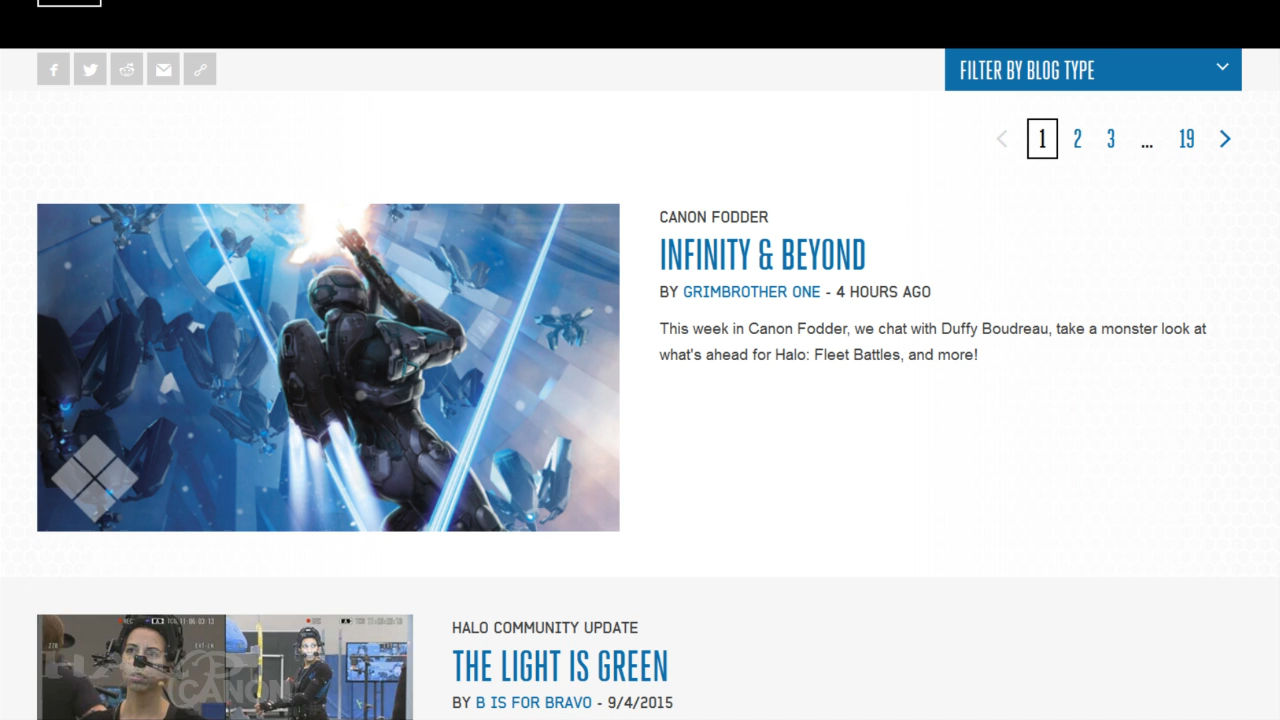 FILTER BY BLOG TYPE
1 2 3 ... 19
CANON FODDER
INFINITY & BEYOND
BY GRIMBROTHER ONE - 4 HOURS AGO
This week in Canon Fodder, we chat with Duffy Boudreau, take a monster look at
what's ahead for Halo: Fleet Battles, and more!
HALO COMMUNITY UPDATE
THE LIGHT IS GREEN
BY B IS FOR BRAVO - 9/4/2015
REC
CANON